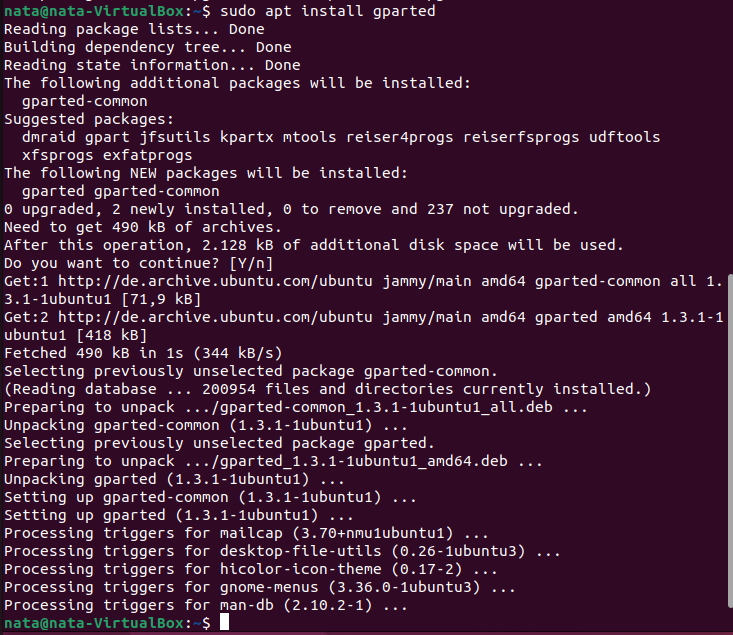 nata@nata-VirtualBox:~$ sudo apt install gparted
Reading package lists... Done
Building dependency tree... Done
Reading state information... Done
The following additional packages will be installed:
  gparted-common
Suggested packages:
  dmraid gpart jfsutils kpartx mtools reiser4progs reiserfsprogs udftools
  xfsprogs exfatprogs
The following NEW packages will be installed:
  gparted gparted-common
0 upgraded, 2 newly installed, 0 to remove and 237 not upgraded.
Need to get 490 kB of archives.
After this operation, 2.128 kB of additional disk space will be used.
Do you want to continue? [Y/n]
Get:1 http://de.archive.ubuntu.com/ubuntu jammy/main amd64 gparted-common all 1.
3.1-1ubuntu1 [71,9 kB]
Get:2 http://de.archive.ubuntu.com/ubuntu jammy/main amd64 gparted amd64 1.3.1-1
ubuntu1 [418 kB]
Fetched 490 kB in 1s (344 kB/s)
Selecting previously unselected package gparted-common.
(Reading database ... 200954 files and directories currently installed.)
Preparing to unpack .../gparted-common_1.3.1-1ubuntu1_all.deb ...
Unpacking gparted-common (1.3.1-1ubuntu1) ...
Selecting previously unselected package gparted.
Preparing to unpack .../gparted_1.3.1-1ubuntu1_amd64.deb ...
Unpacking gparted (1.3.1-1ubuntu1) ...
Setting up gparted-common (1.3.1-1ubuntu1) ...
Setting up gparted (1.3.1-1ubuntu1) ...
Processing triggers for mailcap (3.70+nmu1ubuntu1) ...
Processing triggers for desktop-file-utils (0.26-1ubuntu3) ...
Processing triggers for hicolor-icon-theme (0.17-2) ...
Processing triggers for gnome-menus (3.36.0-1ubuntu3) ...
Processing triggers for man-db (2.10.2-1) ...
nata@nata-VirtualBox:~$